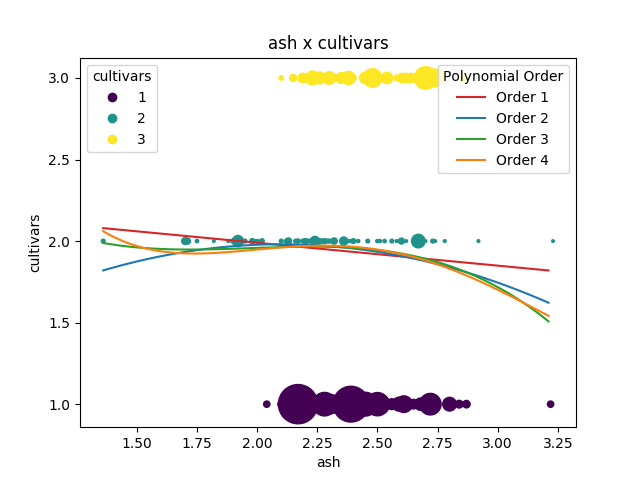 ash x cultivars
cultivars
1
2
3
Polynomial Order
Order 1
Order 2
Order 3
Order 4
3.0
2.5
2.0
1.5
1.0
cultivars
1.50
1.75
2.00
2.25
2.50
2.75
3.00
3.25
ash